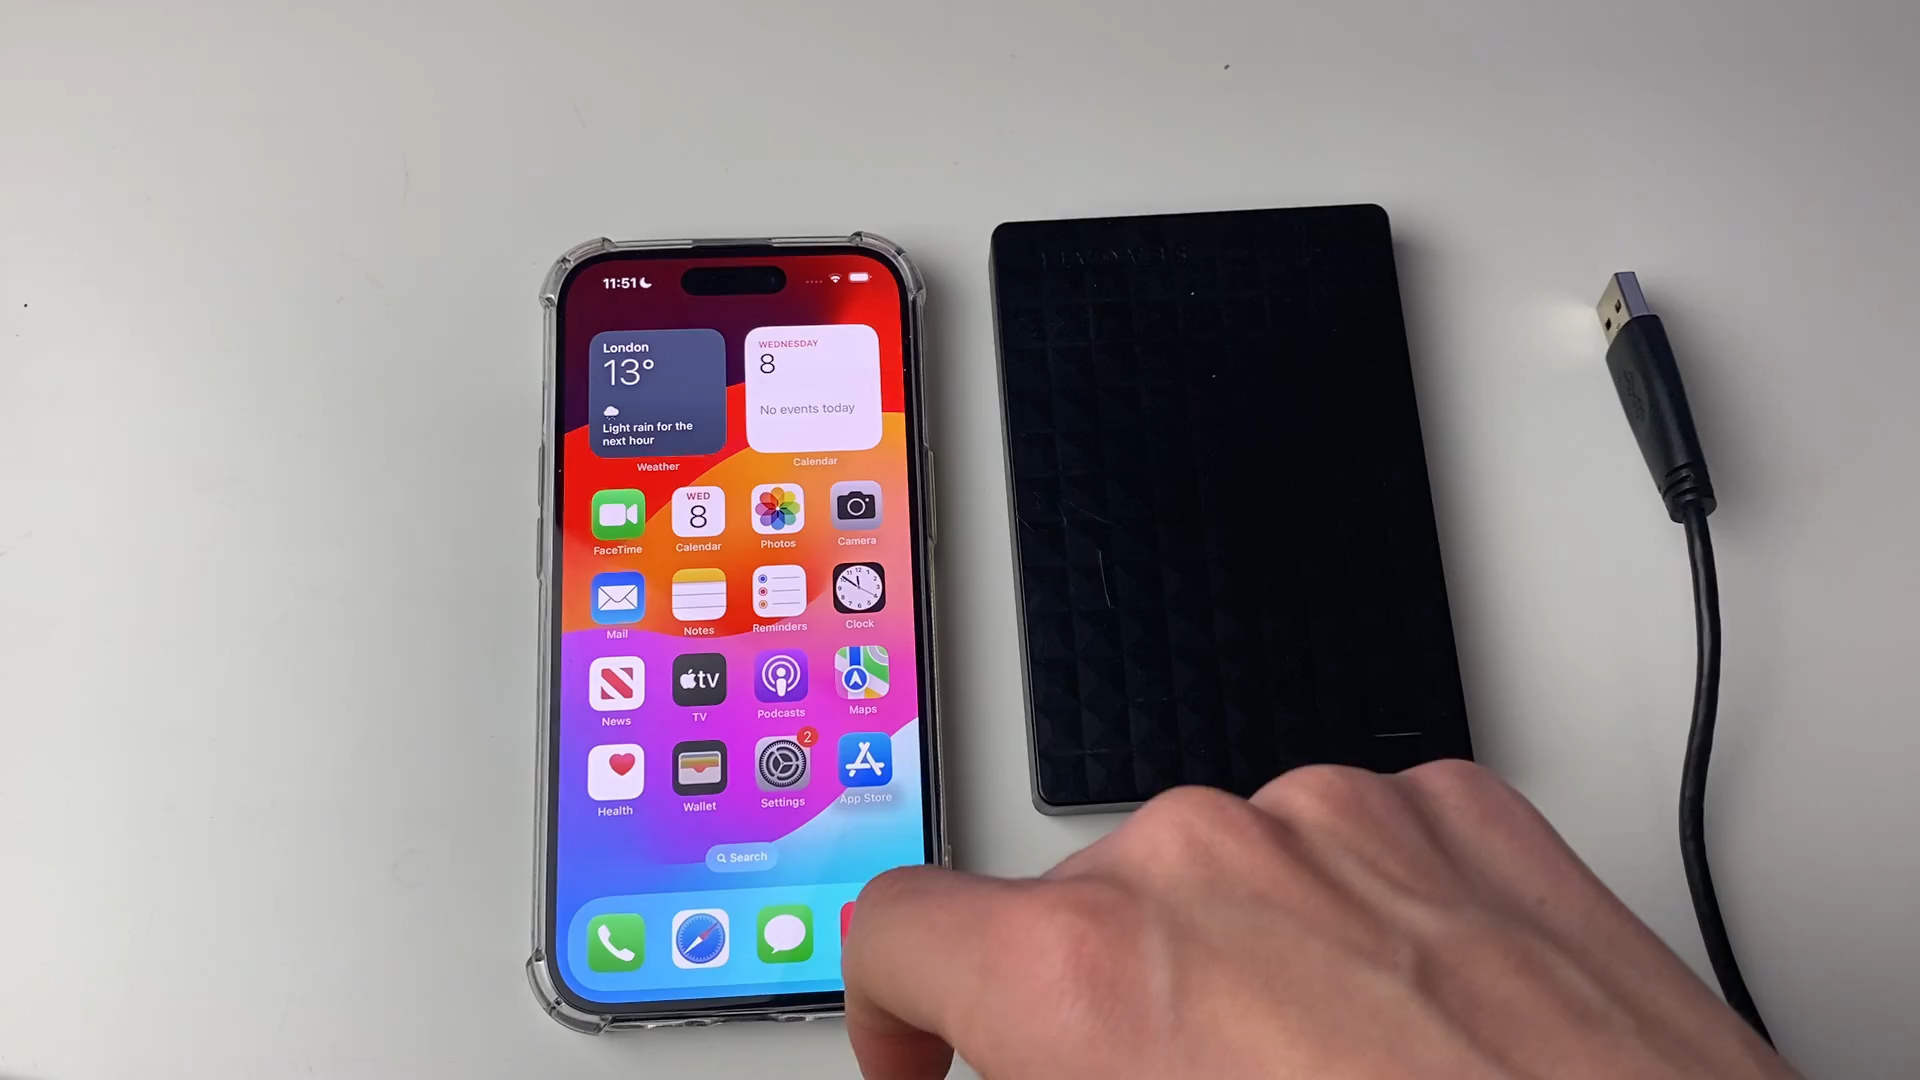 11:51
London
13°
Light rain for the
next hour
Weather
WEDNESDAY
8
No events today
Calendar
FaceTime
WED
8
Calendar
Photos
Camera
Mail
Notes
Reminders
Clock
News
tv
TV
Podcasts
Maps
Health
Wallet
2
Settings
App Store
Search
SEAGATE